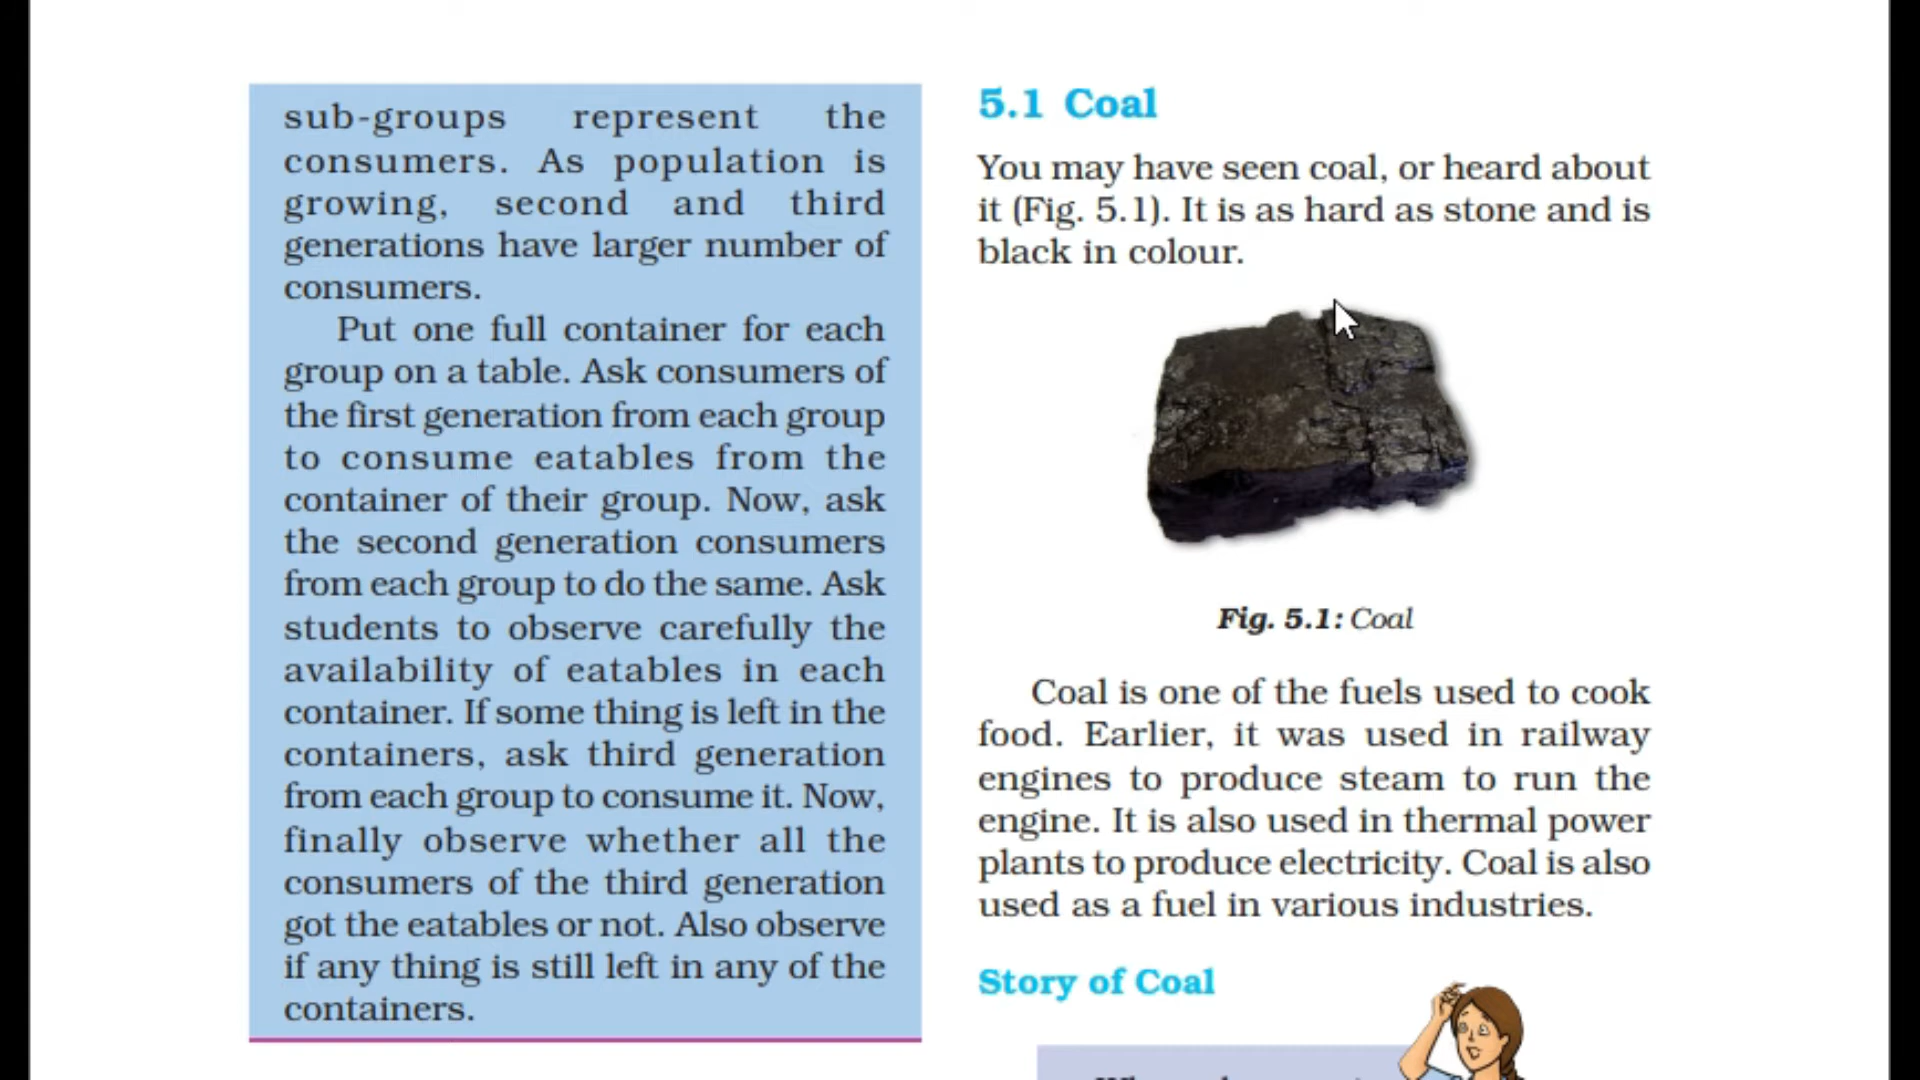 sub-groups represent the
consumers. As population is
growing, second and third
generations have larger number of
consumers.
Put one full container for each
group on a table. Ask consumers of
the first generation from each group
to consume eatables from the
container of their group. Now, ask
the second generation consumers
from each group to do the same. Ask
students to observe carefully the
availability of eatables in each
container. If some thing is left in the
containers, ask third generation
from each group to consume it. Now,
finally observe whether all the
consumers of the third generation
got the eatables or not. Also observe
if any thing is still left in any of the
containers.
5.1 Coal
You may have seen coal, or heard about
it (Fig. 5.1). It is as hard as stone and is
black in colour.
Fig. 5.1: Coal
Coal is one of the fuels used to cook
food. Earlier, it was used in railway
engines to produce steam to run the
engine. It is also used in thermal power
plants to produce electricity. Coal is also
used as a fuel in various industries.
Story of Coal